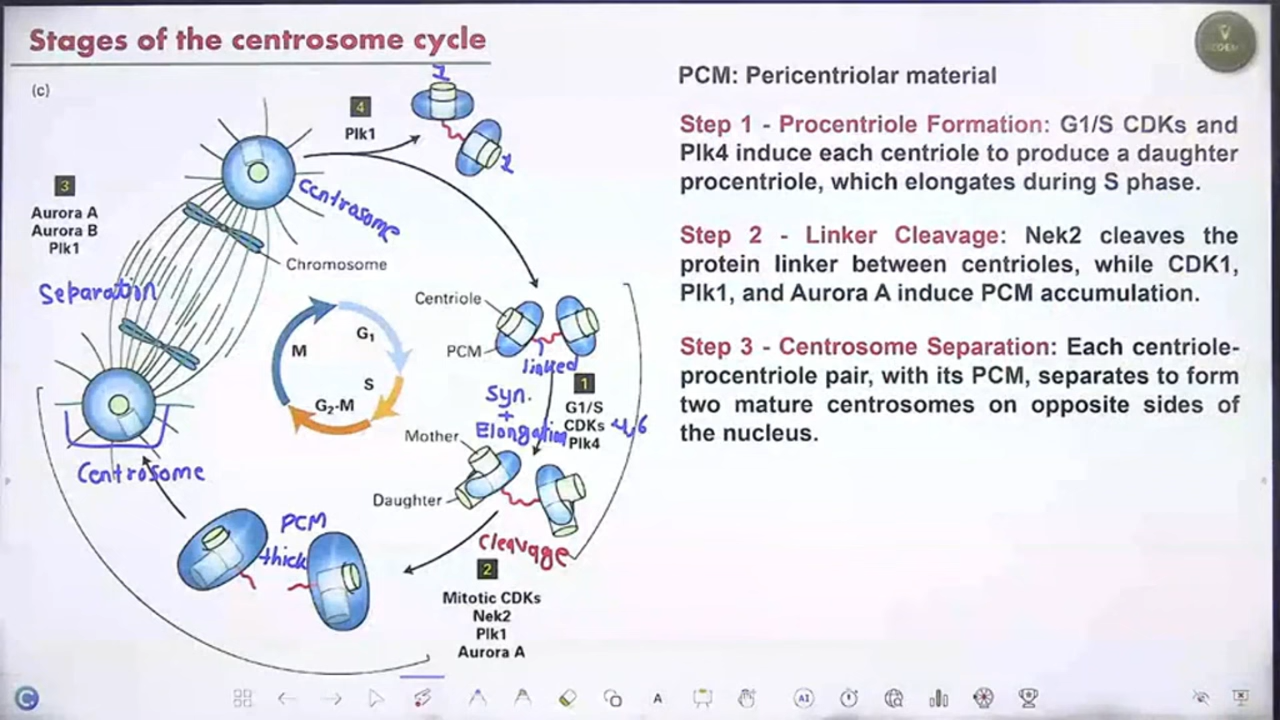 Stages of the centrosome cycle
(c)
4
Plk1
1
1
3
Aurora A
Aurora B
Plk1
Centrosome
Chromosome
Separation
Centriole
PCM
linked
M
G1
S
G2-M
1
G1/S
CDKs 4,6
Plk4
Syn.
+
Elongation
Mother
Daughter
Centrosome
PCM
thick
Cleavage
2
Mitotic CDKs
Nek2
Plk1
Aurora A
PCM: Pericentriolar material
Step 1 - Procentriole Formation: G1/S CDKs and
Plk4 induce each centriole to produce a daughter
procentriole, which elongates during S phase.
Step 2 - Linker Cleavage: Nek2 cleaves the
protein linker between centrioles, while CDK1,
Plk1, and Aurora A induce PCM accumulation.
Step 3 - Centrosome Separation: Each centriole-
procentriole pair, with its PCM, separates to form
two mature centrosomes on opposite sides of
the nucleus.
A
AI